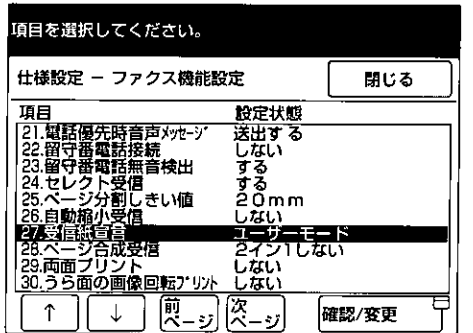 項目を選択してください。
仕様設定 − ファクス機能設定
閉じる
項目 設定状態
21.電話優先時音声メッセージ 送出する
22.留守番電話接続 しない
23.留守番電話無音検出 する
24.セレクト受信 する
25.ページ分割しきい値 20mm
26.自動縮小受信 しない
27.受信紙宣言 ユーザーモード
28.ページ合成受信 2イン1しない
29.両面プリント しない
30.うら面の画像回転プリント しない
↑ ↓ 前ページ 次ページ 確認/変更